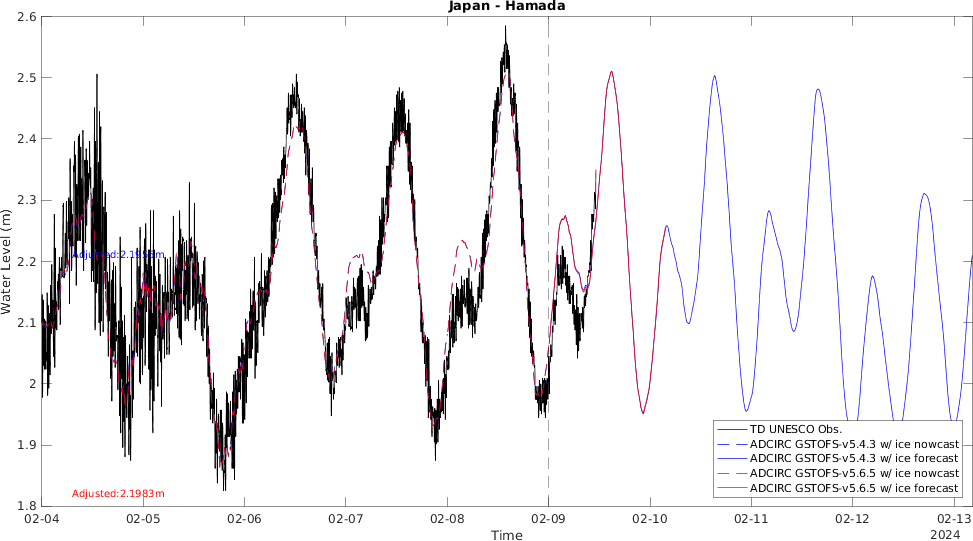 Japan - Hamada
Water Level (m)
2.6
2.5
2.4
2.3
2.2
2.1
2
1.9
1.8
Adjusted:2.1958m
Adjusted:2.1983m
TD UNESCO Obs.
ADCIRC GSTOFS-v5.4.3 w/ ice nowcast
ADCIRC GSTOFS-v5.4.3 w/ ice forecast
ADCIRC GSTOFS-v5.6.5 w/ ice nowcast
ADCIRC GSTOFS-v5.6.5 w/ ice forecast
02-04 02-05 02-06 02-07 02-08 02-09 02-10 02-11 02-12 02-13
Time
2024